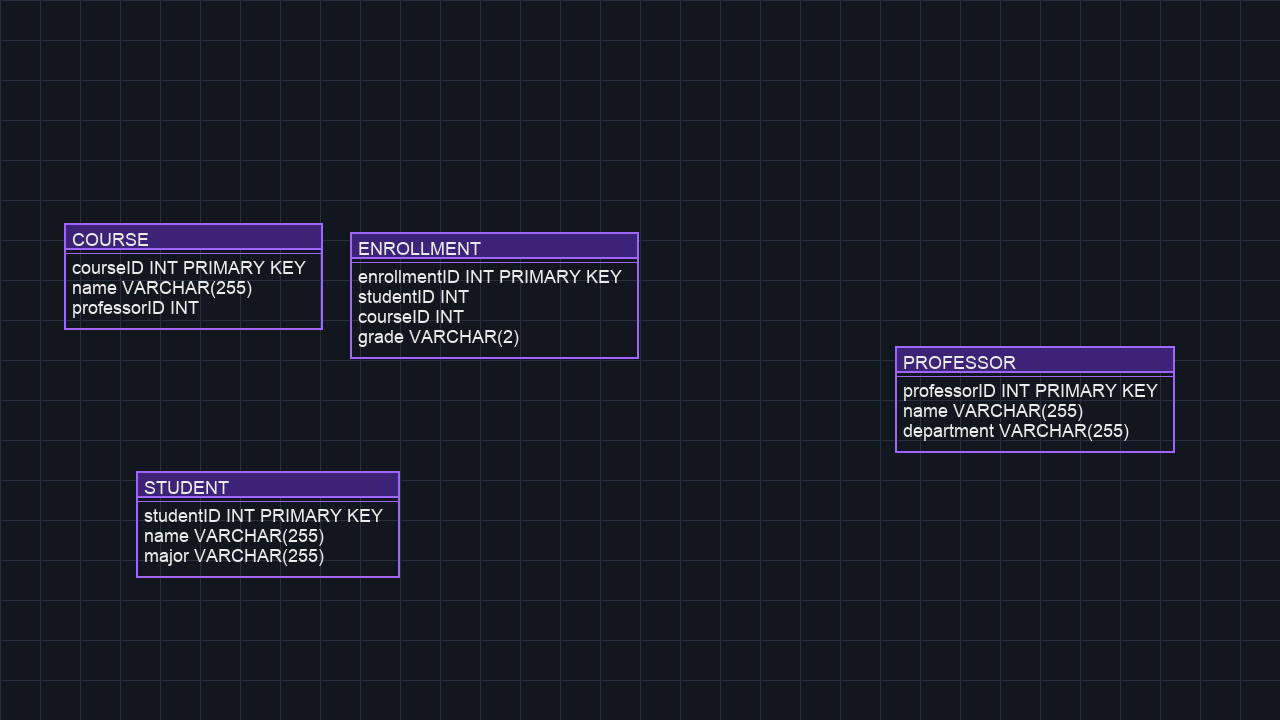 COURSE
courseID INT PRIMARY KEY
name VARCHAR(255)
professorID INT
ENROLLMENT
enrollmentID INT PRIMARY KEY
studentID INT
courseID INT
grade VARCHAR(2)
PROFESSOR
professorID INT PRIMARY KEY
name VARCHAR(255)
department VARCHAR(255)
STUDENT
studentID INT PRIMARY KEY
name VARCHAR(255)
major VARCHAR(255)